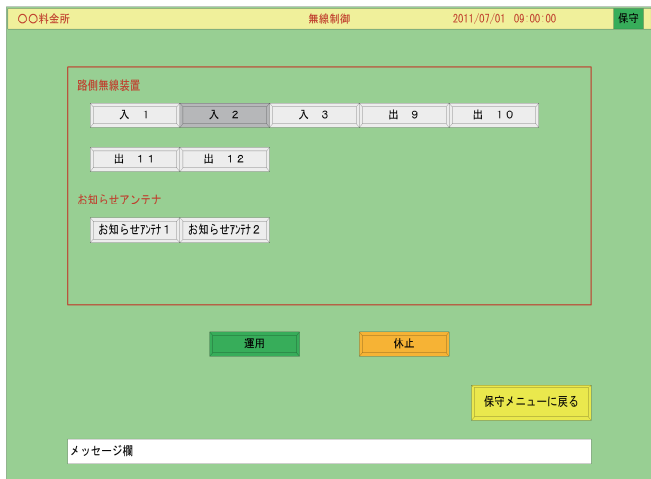 ○○料金所 無線制御 2011/07/01 09:00:00 保守
路側無線装置
入 1 入 2 入 3 出 9 出 10
出 11 出 12
お知らせアンテナ
お知らせｱﾝﾃﾅ1 お知らせｱﾝﾃﾅ2
運用 休止
保守メニューに戻る
メッセージ欄